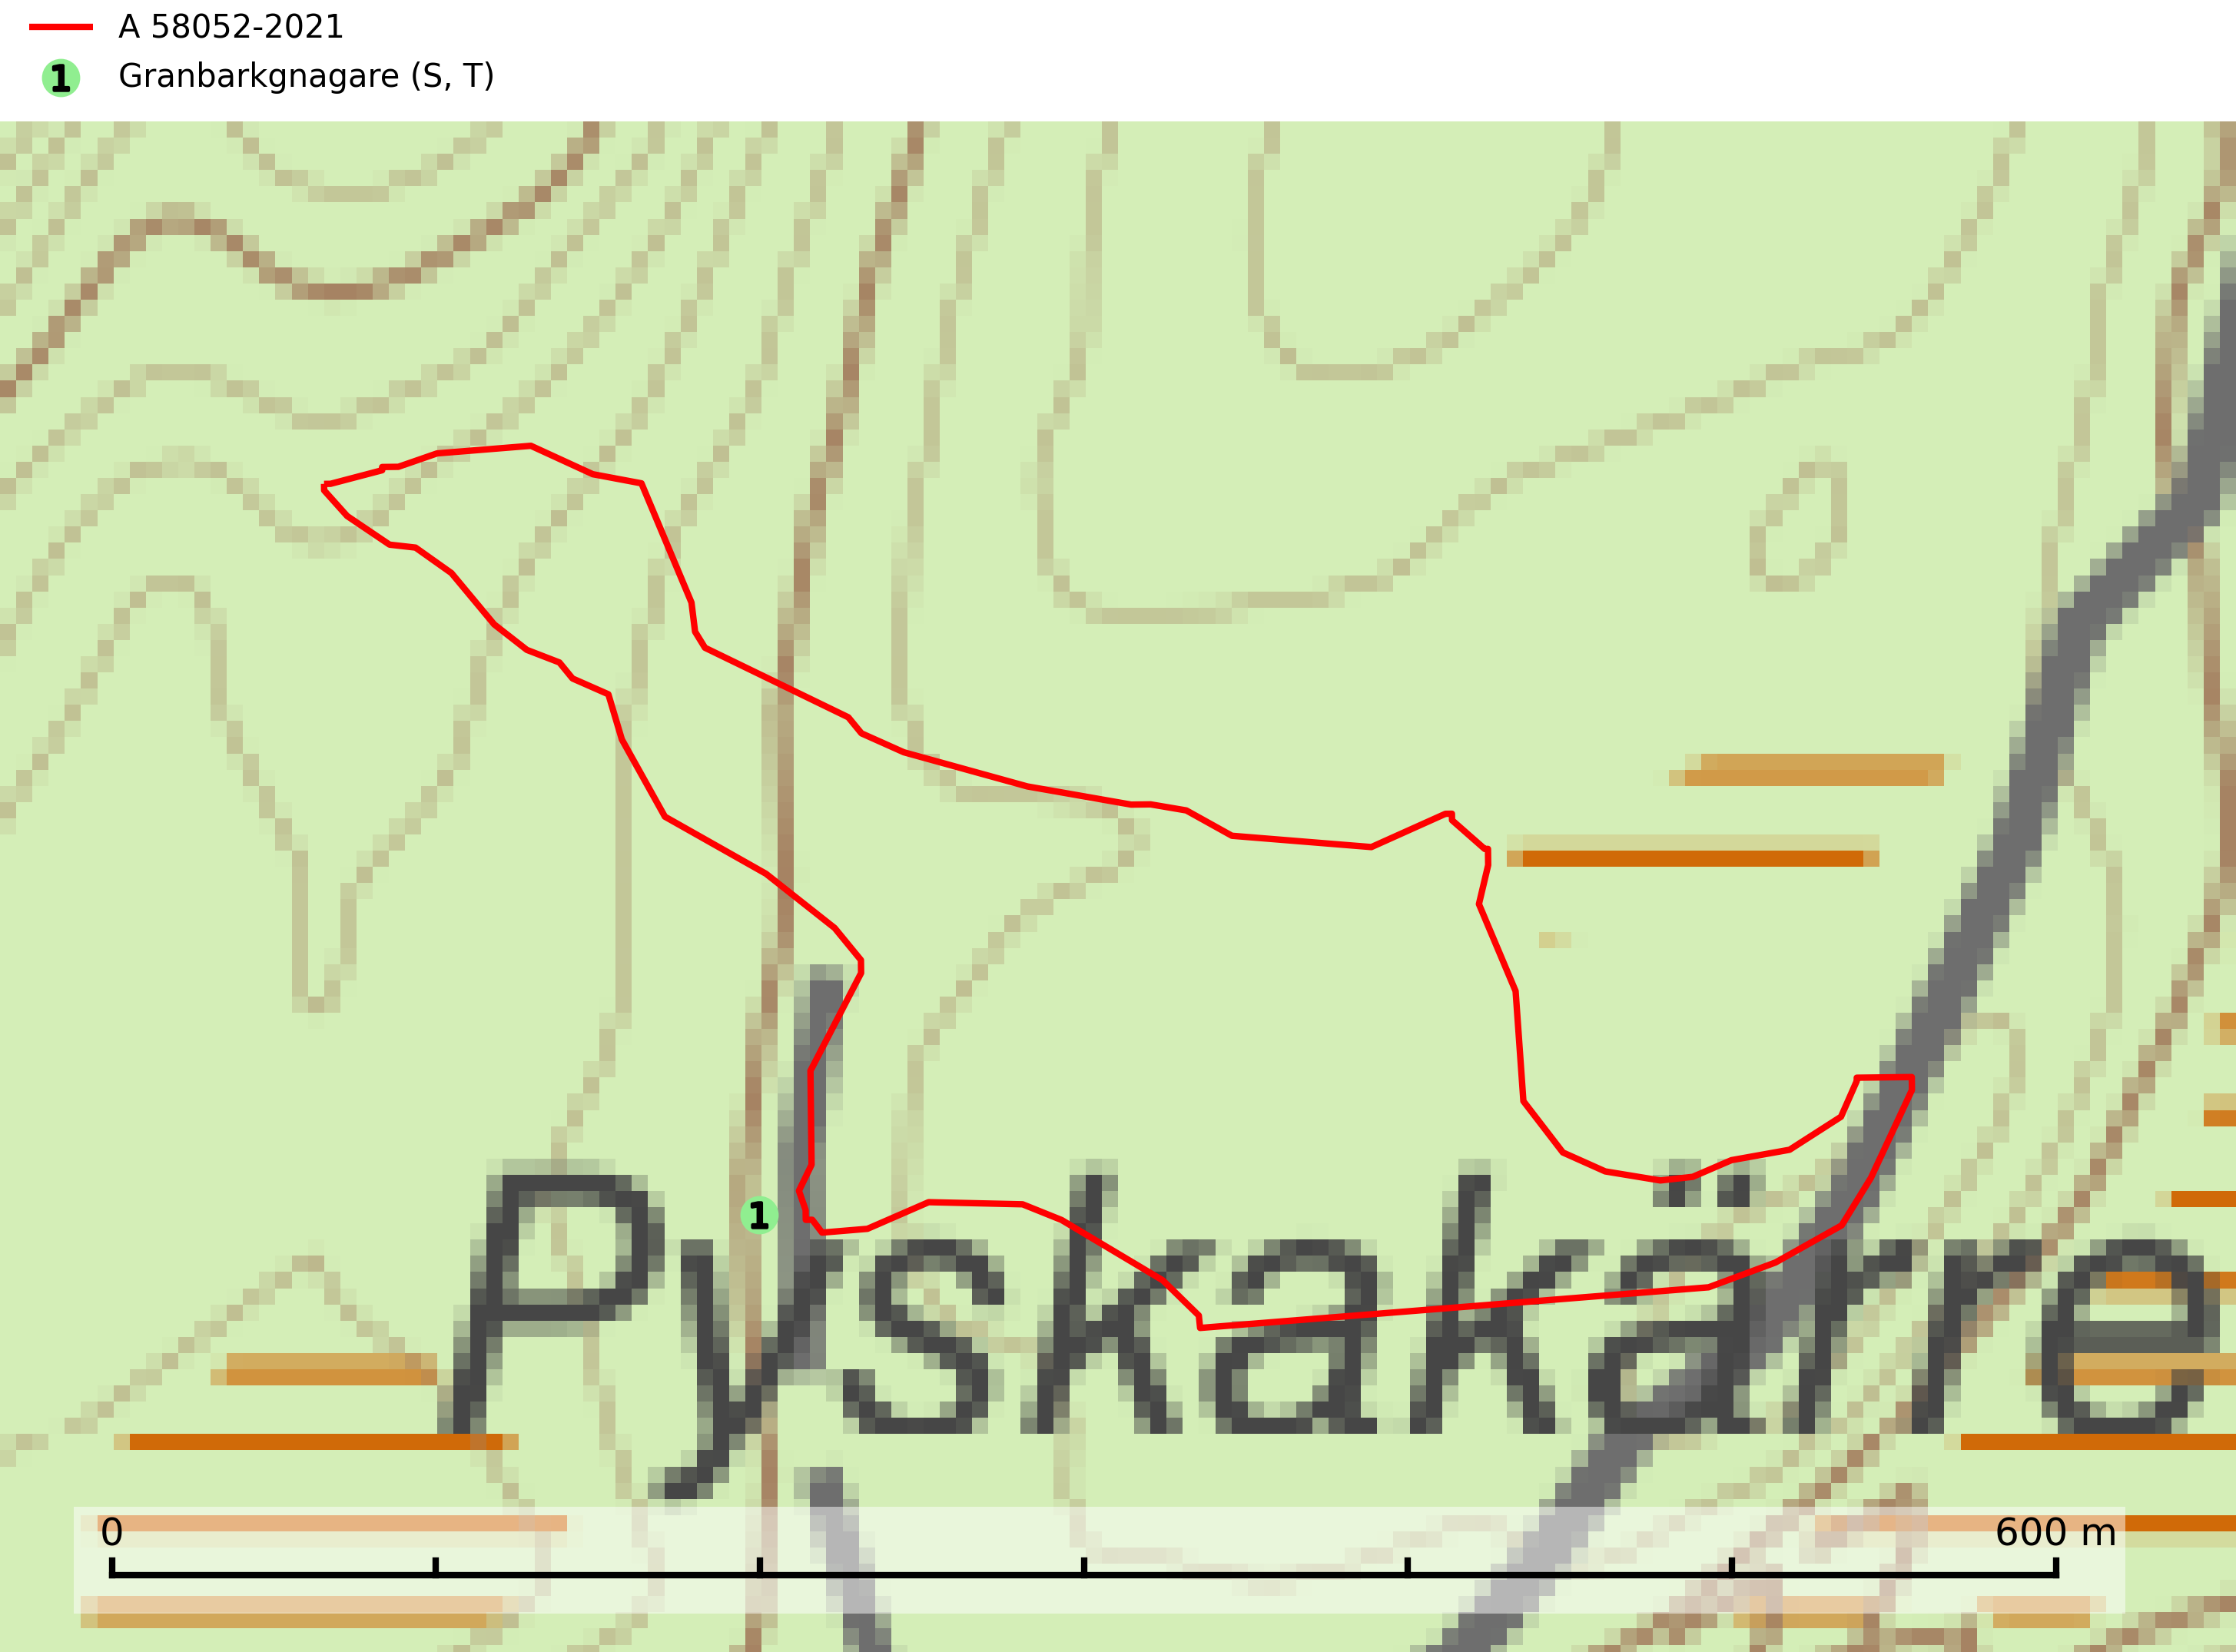 A 58052-2021
1 Granbarkgnagare (S, T)
1
Pyskakärre
0 600 m